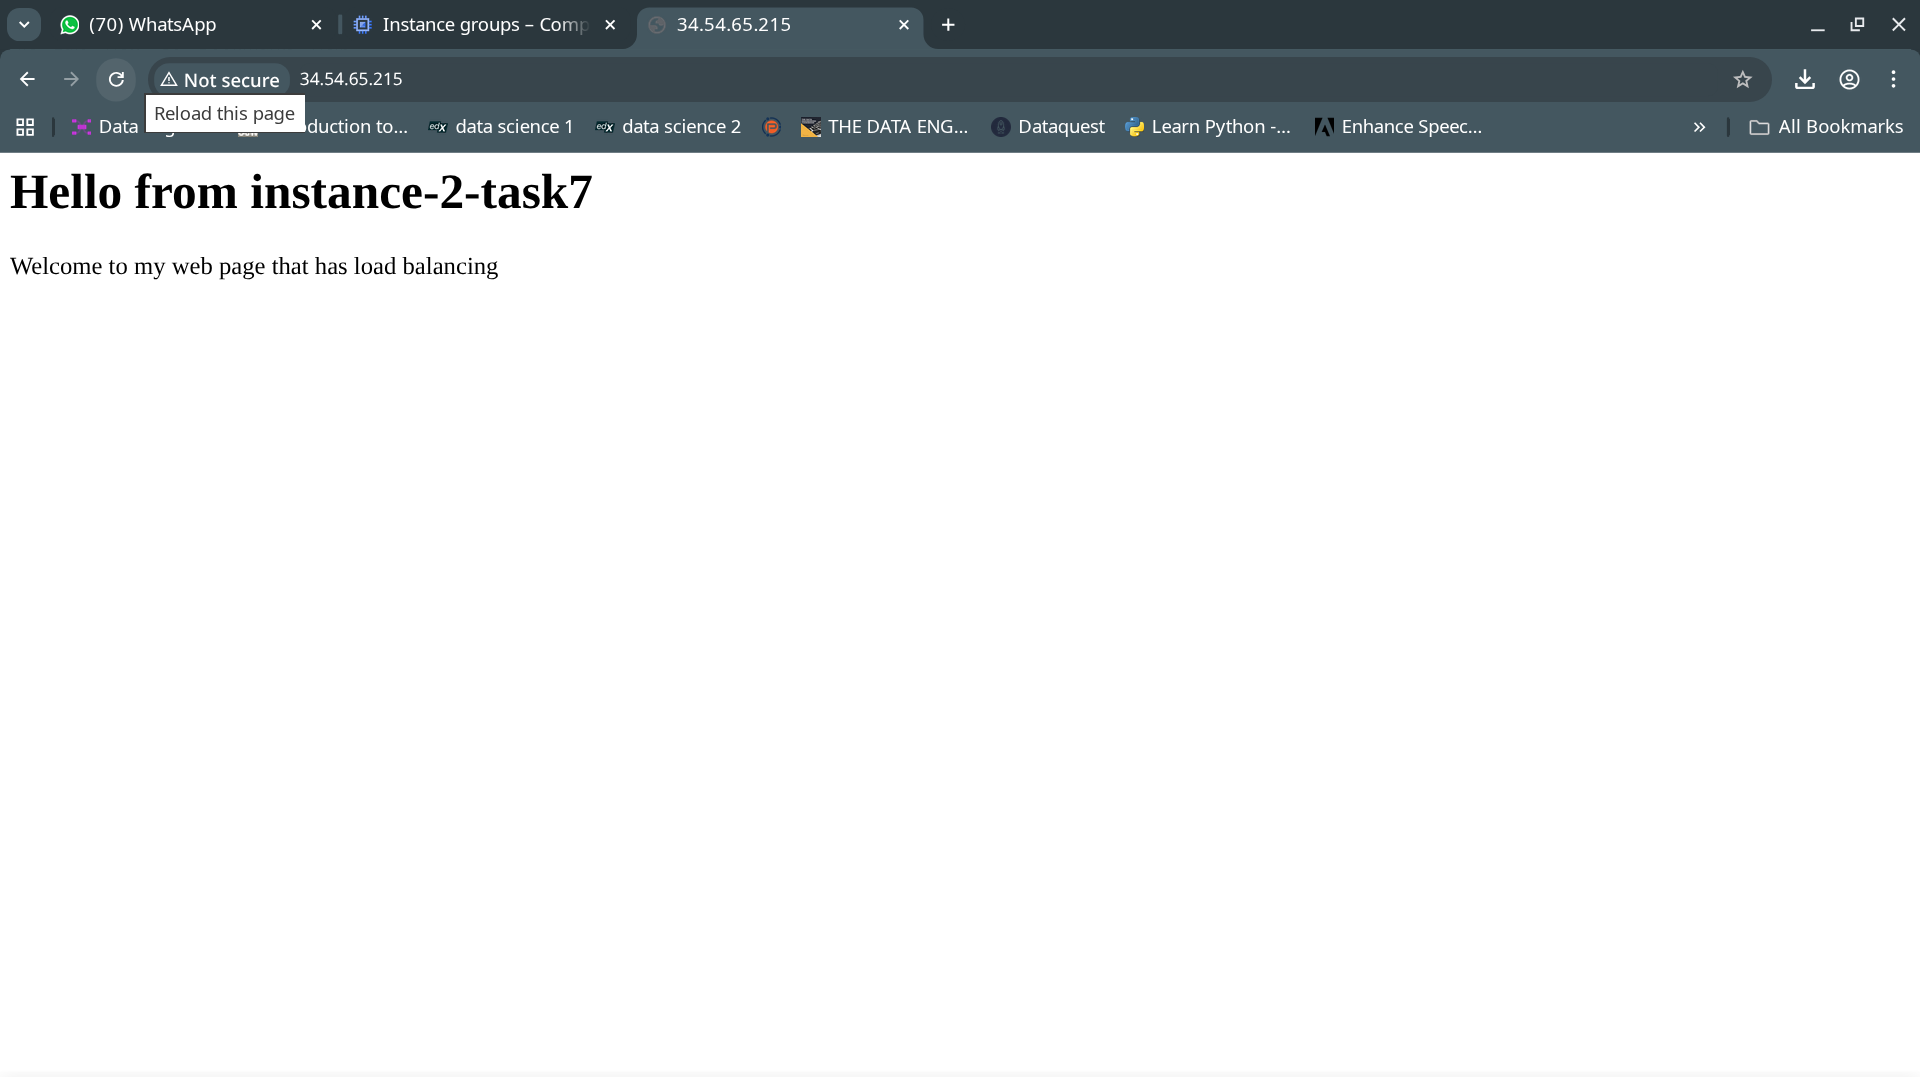 (70) WhatsApp
Instance groups – Comp
34.54.65.215
Not secure
34.54.65.215
Reload this page
Data
duction to...
edX
data science 1
edX
data science 2
THE DATA ENG...
Dataquest
Learn Python -...
Enhance Speec...
All Bookmarks
Hello from instance-2-task7
Welcome to my web page that has load balancing